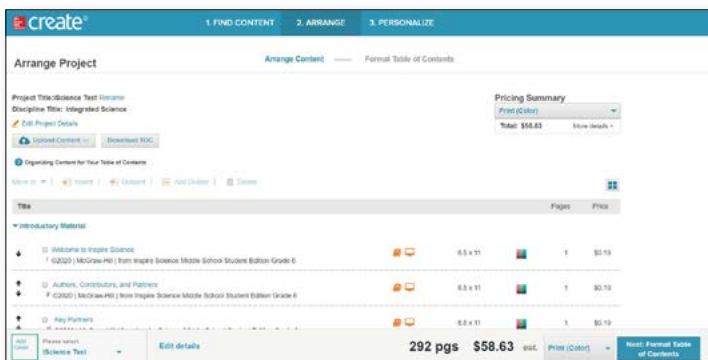 create®
1. FIND CONTENT 2. ARRANGE 3. PERSONALIZE
Arrange Project
Arrange Content Format Table of Contents
Project Title: iScience Test Rename
Discipline Title: Integrated Science
Edit Project Details
Upload Content Download TOC
Pricing Summary
Print (Color)
Total: $58.63 More details
Organizing Content for Your Table of Contents
Move to Indent Outdent Add Divider Delete
Title Pages Price
Introductory Material
Welcome to Inspire Science 8.5 x 11 1 $0.19
©2020 | McGraw-Hill | from Inspire Science Middle School Student Edition Grade 6
Authors, Contributors, and Partners 8.5 x 11 1 $0.19
©2020 | McGraw-Hill | from Inspire Science Middle School Student Edition Grade 6
Key Partners 8.5 x 11 1 $0.19
Add Cover
Please select
iScience Test
Edit details
292 pgs $58.63 est. Print (Color)
Next: Format Table
of Contents